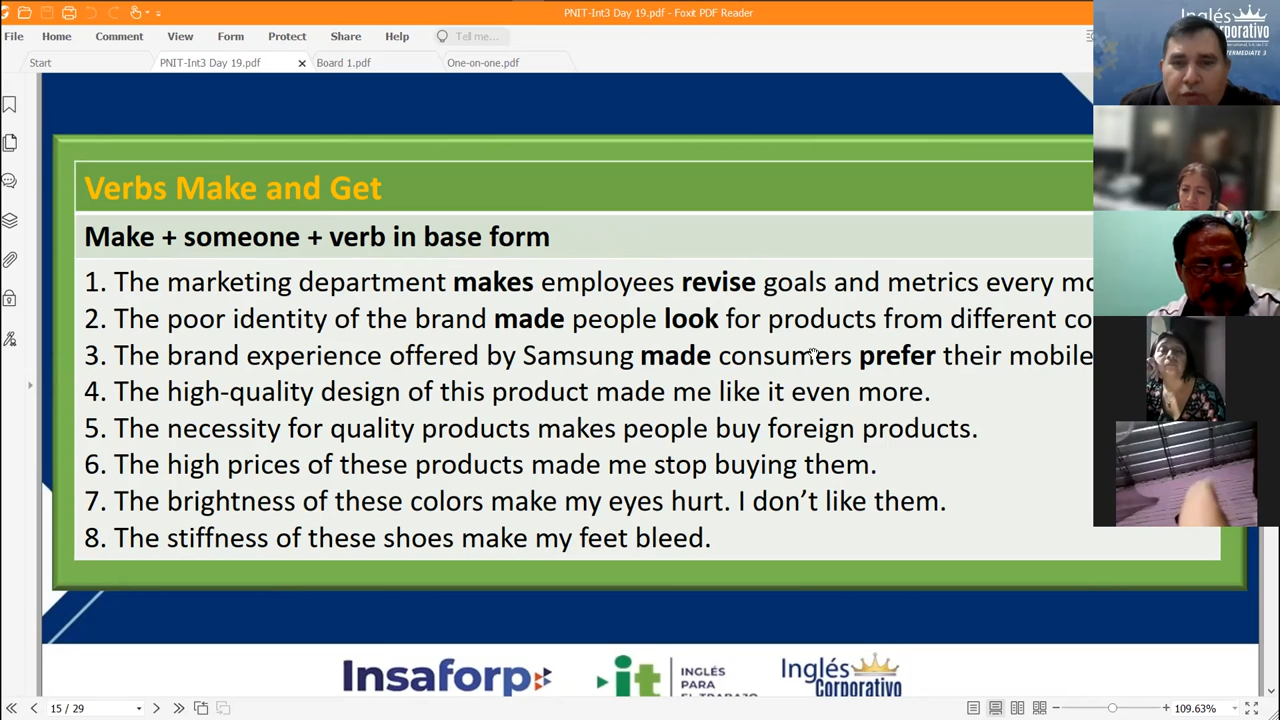 PNIT-Int3 Day 19.pdf - Foxit PDF Reader
File Home Comment View Form Protect Share Help Tell me...
Start PNIT-Int3 Day 19.pdf Board 1.pdf One-on-one.pdf
Inglés
Corporativo
Verbs Make and Get
Make + someone + verb in base form
1. The marketing department makes employees revise goals and metrics every mo
2. The poor identity of the brand made people look for products from different co
3. The brand experience offered by Samsung made consumers prefer their mobile
4. The high-quality design of this product made me like it even more.
5. The necessity for quality products makes people buy foreign products.
6. The high prices of these products made me stop buying them.
7. The brightness of these colors make my eyes hurt. I don’t like them.
8. The stiffness of these shoes make my feet bleed.
Insaforp it INGLÉS PARA EL TRABAJO Inglés Corporativo
15 / 29 109.63%